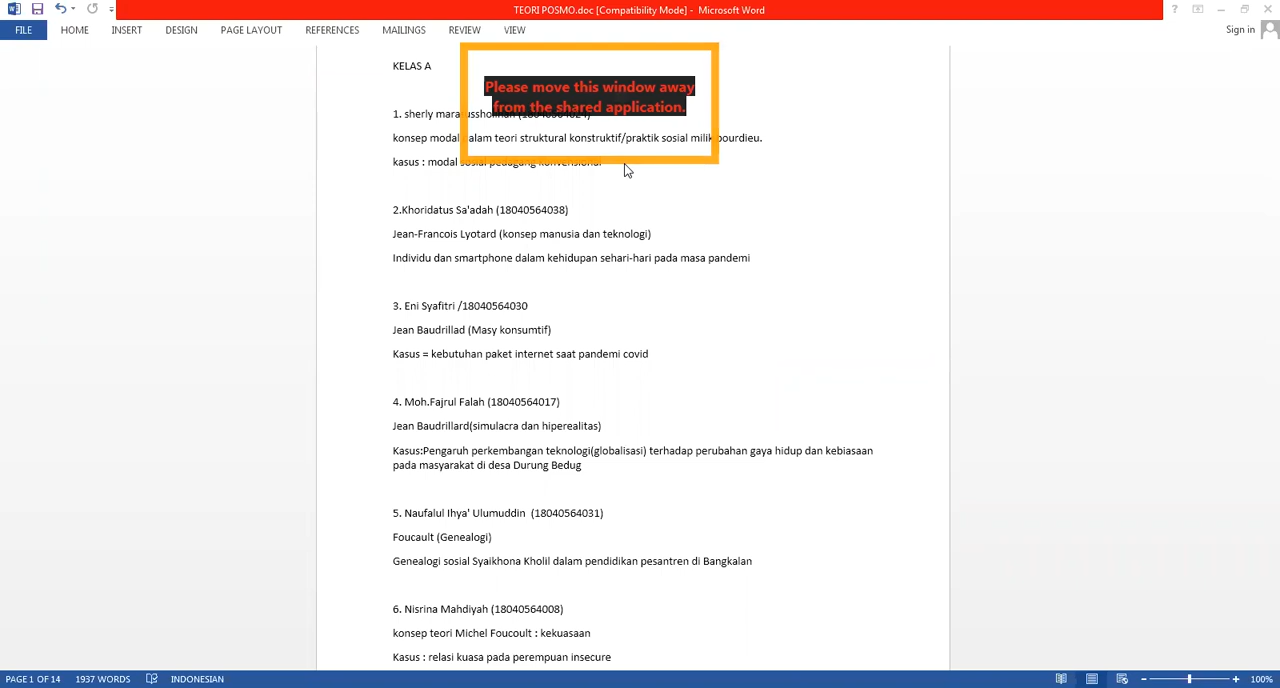 TEORI POSMO.doc [Compatibility Mode] - Microsoft Word
FILE HOME INSERT DESIGN PAGE LAYOUT REFERENCES MAILINGS REVIEW VIEW Sign in
KELAS A
Please move this window away
from the shared application.
1. sherly
konsep modal dalam teori struktural konstruktif/praktik sosial milik bourdieu.
kasus : modal sosial pedagang konvensional
2.Khoridatus Sa'adah (18040564038)
Jean-Francois Lyotard (konsep manusia dan teknologi)
Individu dan smartphone dalam kehidupan sehari-hari pada masa pandemi
3. Eni Syafitri /18040564030
Jean Baudrillad (Masy konsumtif)
Kasus = kebutuhan paket internet saat pandemi covid
4. Moh.Fajrul Falah (18040564017)
Jean Baudrillard(simulacra dan hiperealitas)
Kasus:Pengaruh perkembangan teknologi(globalisasi) terhadap perubahan gaya hidup dan kebiasaan
pada masyarakat di desa Durung Bedug
5. Naufalul Ihya' Ulumuddin (18040564031)
Foucault (Genealogi)
Genealogi sosial Syaikhona Kholil dalam pendidikan pesantren di Bangkalan
6. Nisrina Mahdiyah (18040564008)
konsep teori Michel Foucoult : kekuasaan
Kasus : relasi kuasa pada perempuan insecure
PAGE 1 OF 14 1937 WORDS INDONESIAN 100%